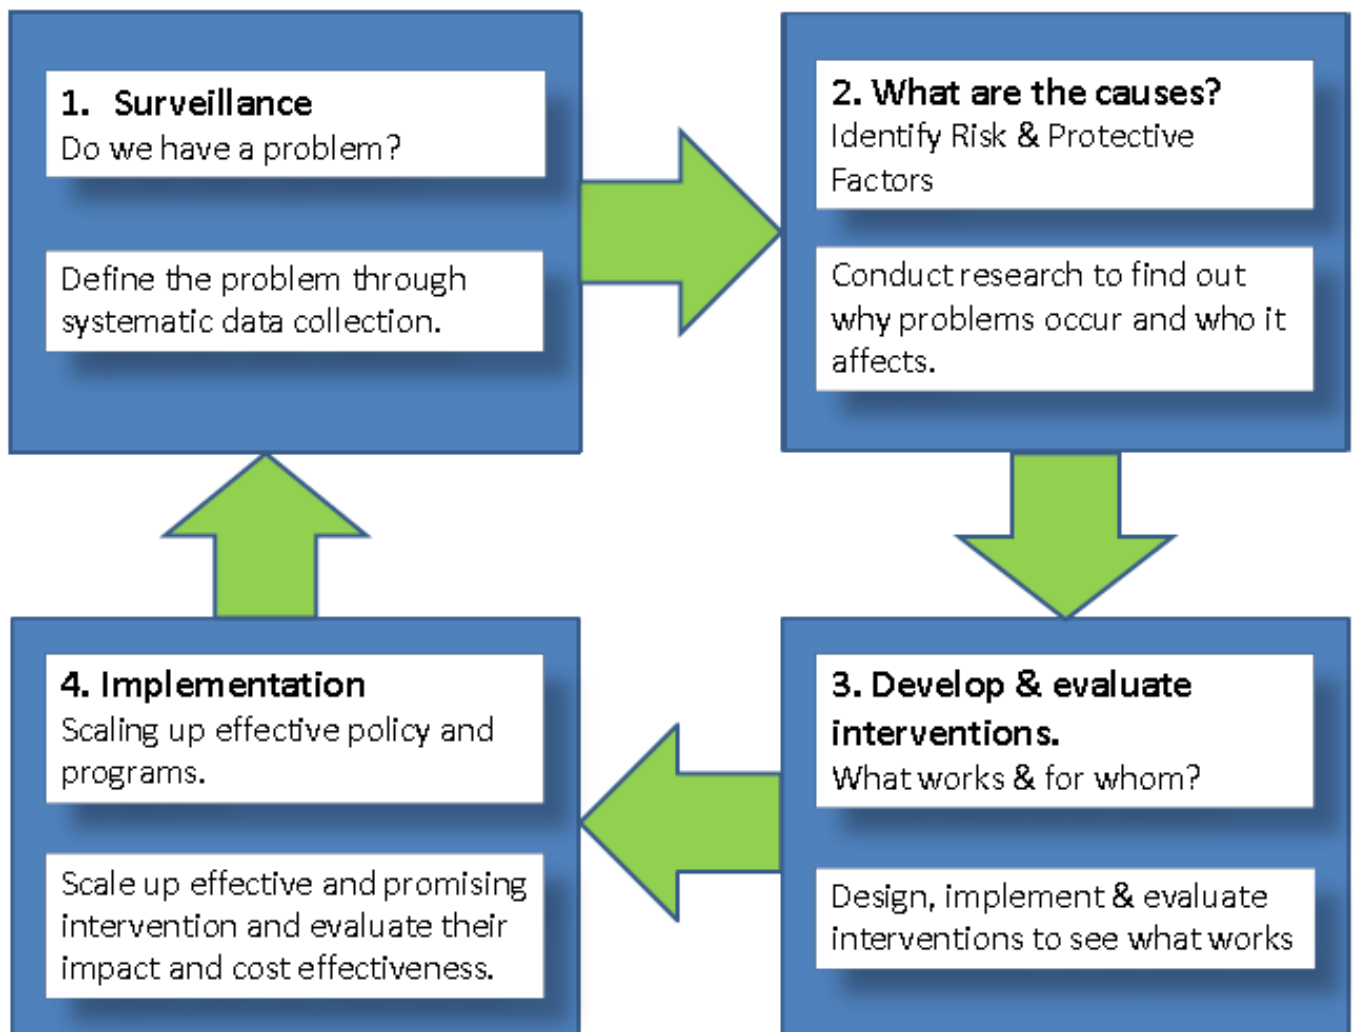 1. Surveillance
Do we have a problem?
Define the problem through
systematic data collection.
2. What are the causes?
Identify Risk & Protective
Factors
Conduct research to find out
why problems occur and who it
affects.
3. Develop & evaluate
interventions.
What works & for whom?
Design, implement & evaluate
interventions to see what works
4. Implementation
Scaling up effective policy and
programs.
Scale up effective and promising
intervention and evaluate their
impact and cost effectiveness.